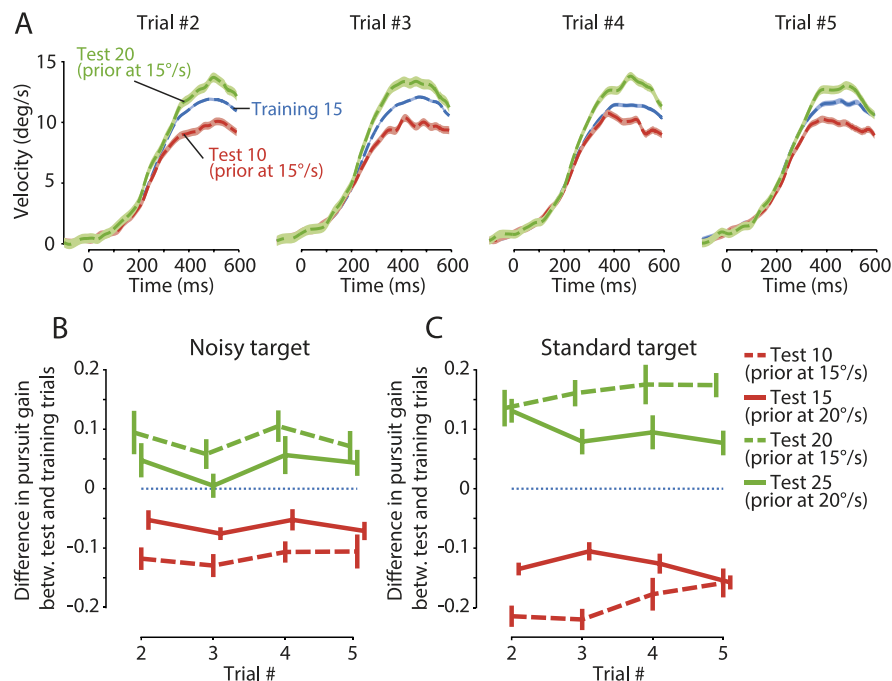 A
Trial #2
Trial #3
Trial #4
Trial #5
Test 20
(prior at 15°/s)
Training 15
Test 10
(prior at 15°/s)
Velocity (deg/s)
15
10
5
0
0 200 400 600
0 200 400 600
0 200 400 600
0 200 400 600
Time (ms)
Time (ms)
Time (ms)
Time (ms)
B
Noisy target
Difference in pursuit gain
betw. test and training trials
0.2
0.1
0
-0.1
-0.2
2 3 4 5
Trial #
C
Standard target
Difference in pursuit gain
betw. test and training trials
0.2
0.1
0
-0.1
-0.2
2 3 4 5
Trial #
Test 10
(prior at 15°/s)
Test 15
(prior at 20°/s)
Test 20
(prior at 15°/s)
Test 25
(prior at 20°/s)